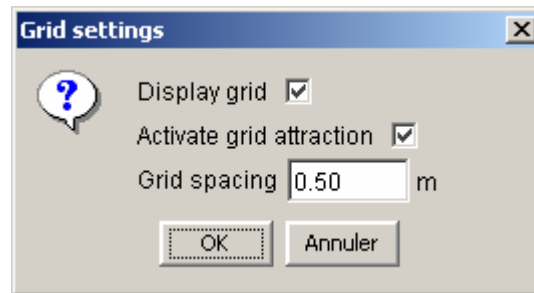 Grid settings
Display grid
Activate grid attraction
Grid spacing 0.50 m
OK Annuler